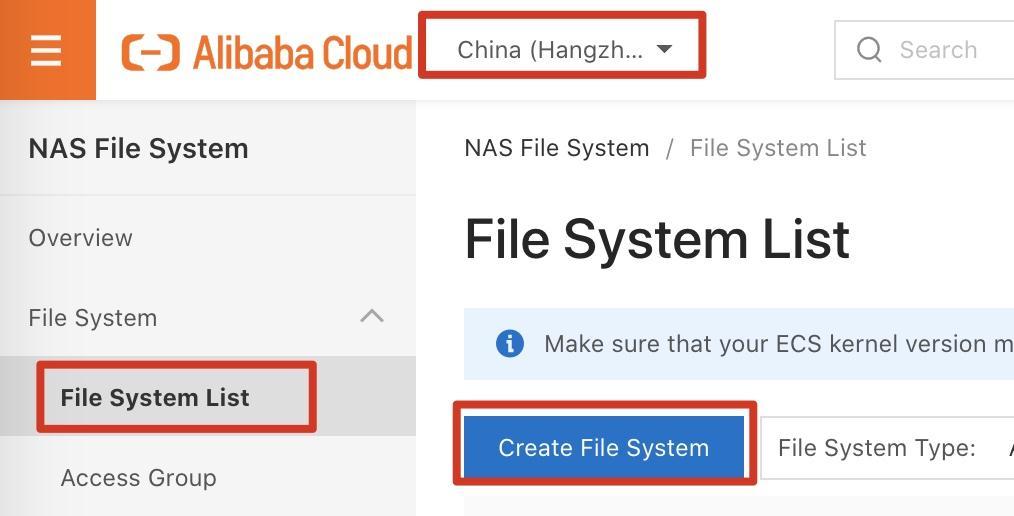 Alibaba Cloud
China (Hangzh...
Search
NAS File System
Overview
File System
File System List
Access Group
NAS File System / File System List
File System List
Make sure that your ECS kernel version m
Create File System
File System Type: